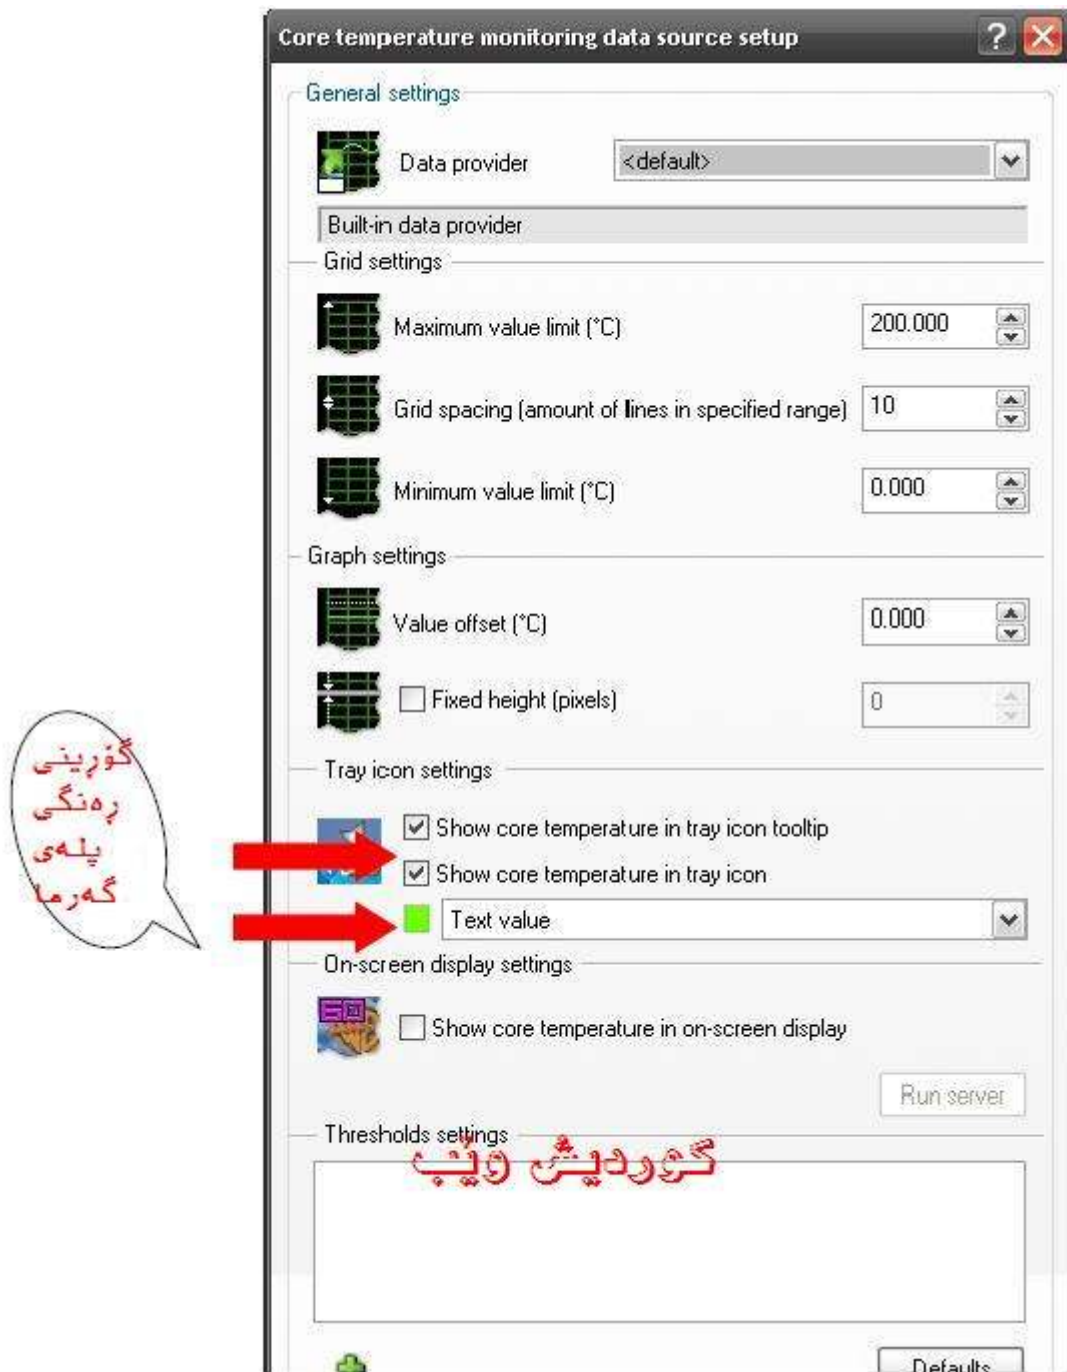 Core temperature monitoring data source setup
General settings
Data provider
<default>
Built-in data provider
Grid settings
Maximum value limit (°C)
200.000
Grid spacing (amount of lines in specified range)
10
Minimum value limit (°C)
0.000
Graph settings
Value offset (°C)
0.000
Fixed height (pixels)
0
Tray icon settings
گۆڕینی
ڕەنگی
پلەی
گەرما
Show core temperature in tray icon tooltip
Show core temperature in tray icon
Text value
On-screen display settings
Show core temperature in on-screen display
Run server
Thresholds settings
کوردیش وێب
Defaults